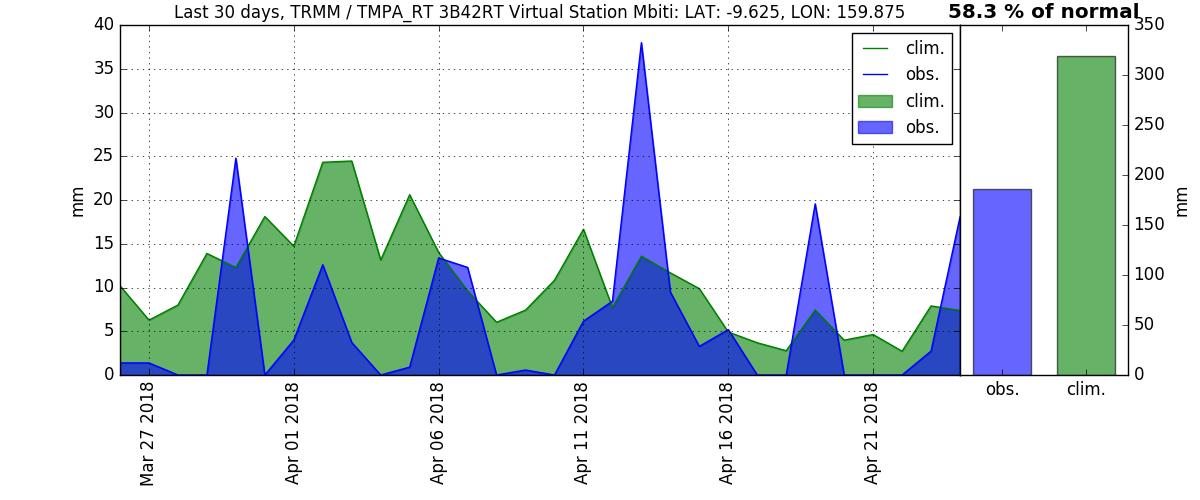 Last 30 days, TRMM / TMPA_RT 3B42RT Virtual Station Mbiti: LAT: -9.625, LON: 159.875
58.3 % of normal
40
35
30
25
20
15
10
5
0
mm
clim.
obs.
clim.
obs.
Mar 27 2018
Apr 01 2018
Apr 06 2018
Apr 11 2018
Apr 16 2018
Apr 21 2018
350
300
250
200
150
100
50
0
mm
obs.
clim.